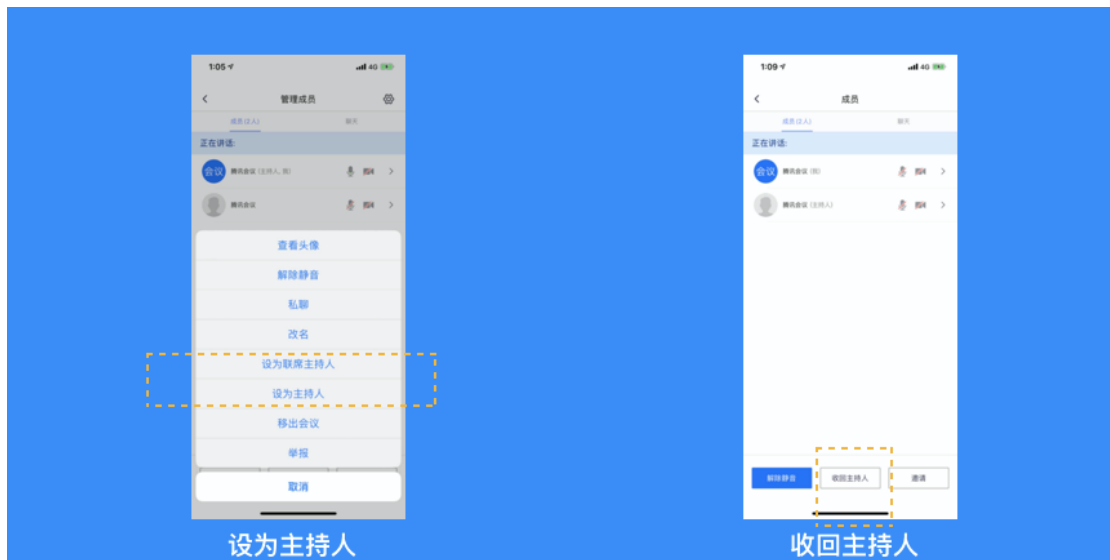 1:05
4G
管理成员
成员(2人)
聊天
正在讲话:
会议
腾讯会议 (主持人, 我)
腾讯会议
查看头像
解除静音
私聊
改名
设为联席主持人
设为主持人
移出会议
举报
取消
设为主持人
1:09
4G
成员
成员(2人)
聊天
正在讲话:
会议
腾讯会议 (我)
腾讯会议 (主持人)
解除静音
收回主持人
邀请
收回主持人